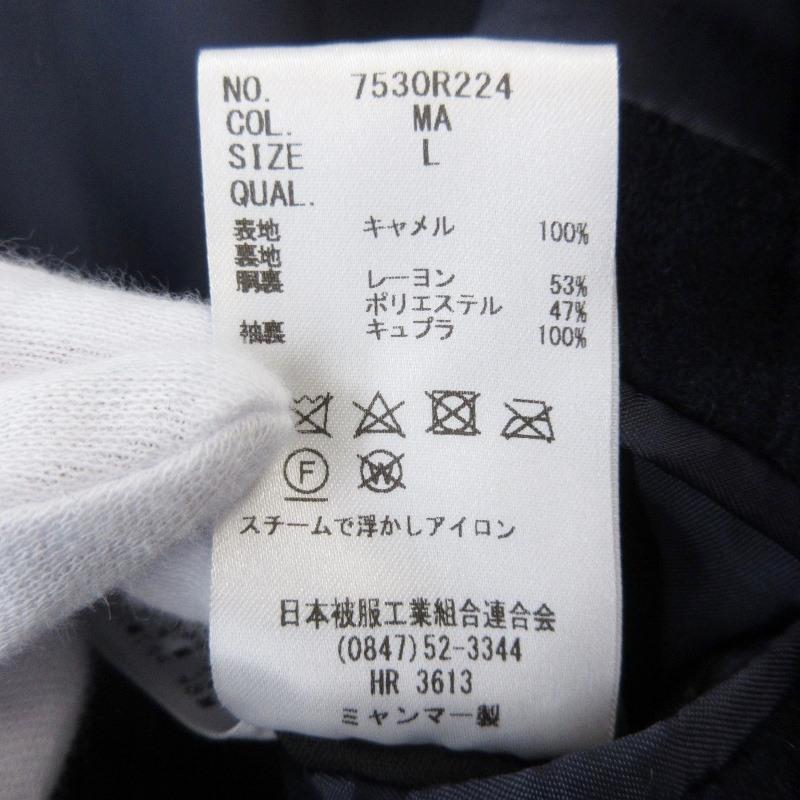 NO. 7530R224
COL. MA
SIZE L
QUAL.
表地 キャメル 100%
裏地
胴裏 レーヨン 53%
ポリエステル 47%
袖裏 キュプラ 100%
F W
スチームで浮かしアイロン
日本被服工業組合連合会
(0847)52-3344
HR 3613
ミャンマー製